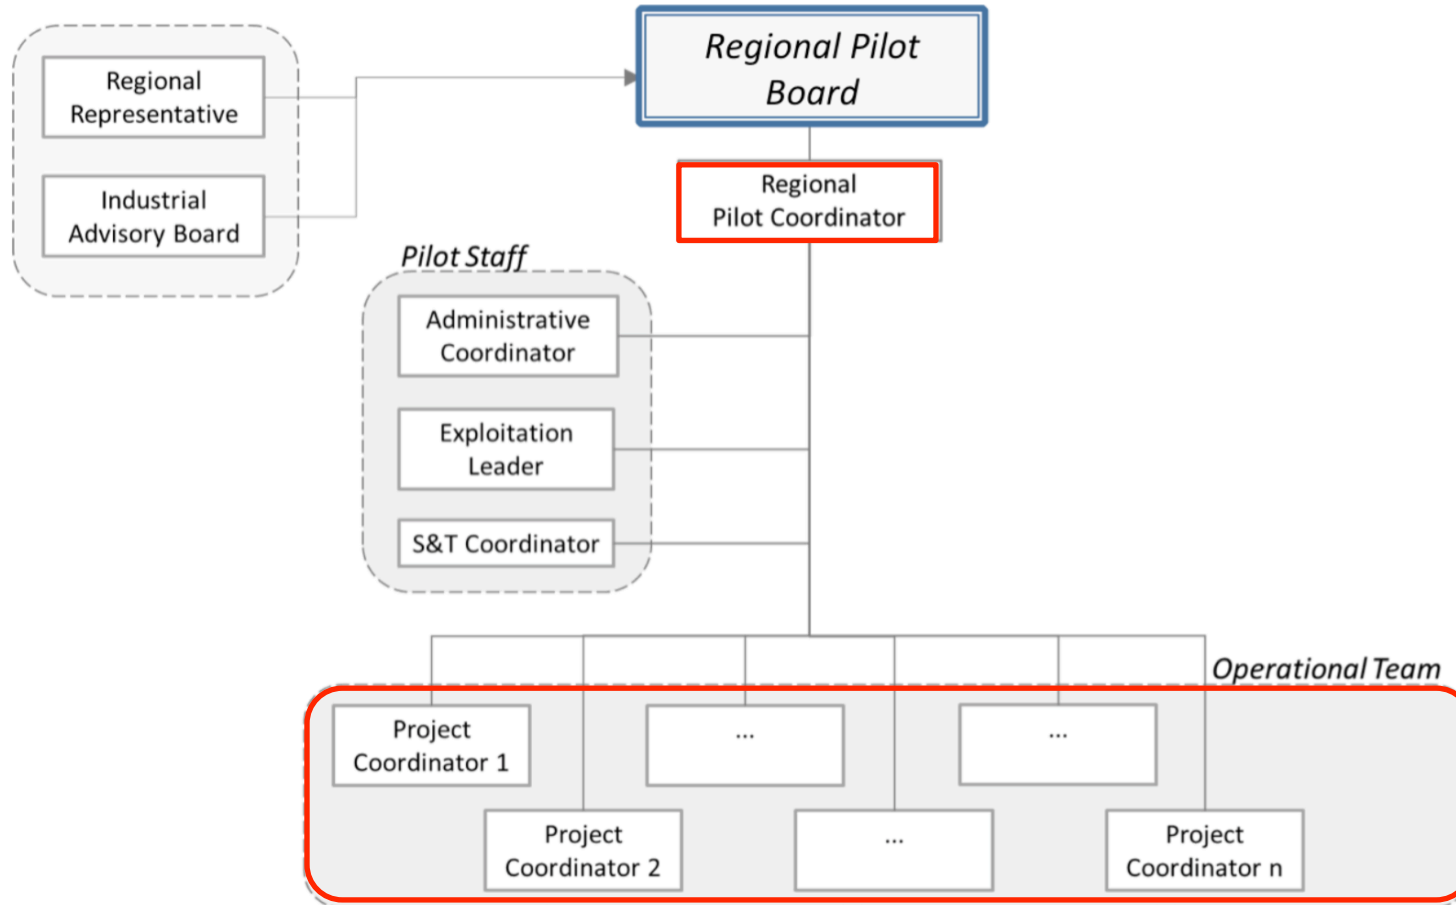 Regional Pilot
Board
Regional
Representative
Industrial
Advisory Board
Regional
Pilot Coordinator
Pilot Staff
Administrative
Coordinator
Exploitation
Leader
S&T Coordinator
Operational Team
Project
Coordinator 1
...
...
Project
Coordinator 2
...
Project
Coordinator n